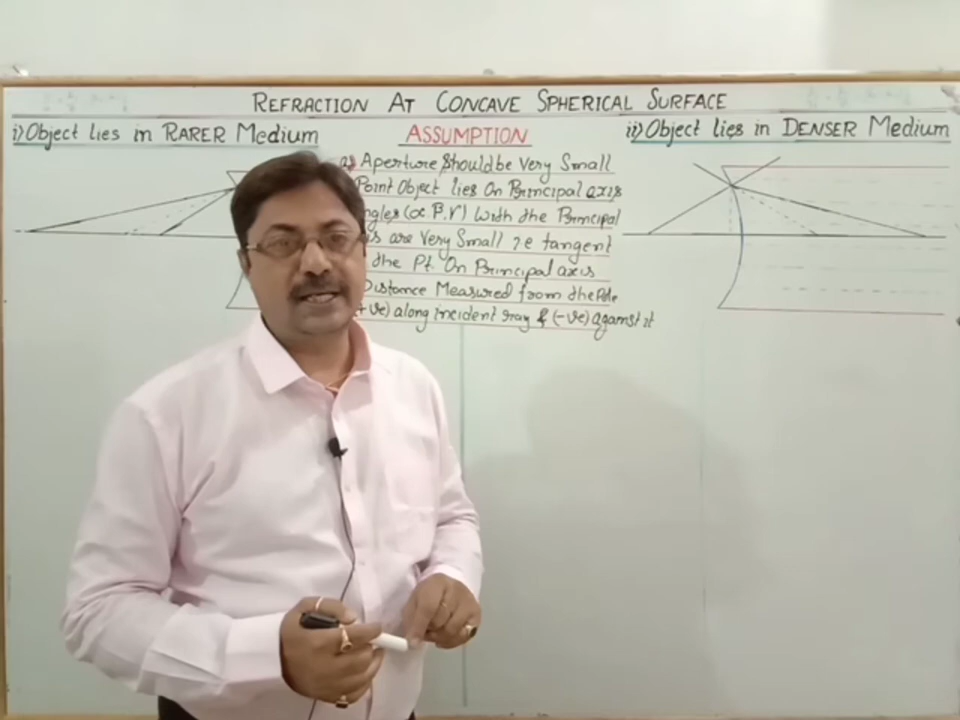 REFRACTION AT CONCAVE SPHERICAL SURFACE
i) Object lies in RARER Medium
ASSUMPTION
Aperture should be Very Small
Point Object lies On Principal axis
(α, β, γ) With the Principal
are Very Small i.e tangent
the Pt. On Principal axis
Distance Measured from the Pole
(+ve) along incident ray & (-ve) against it
ii) Object lies in DENSER Medium